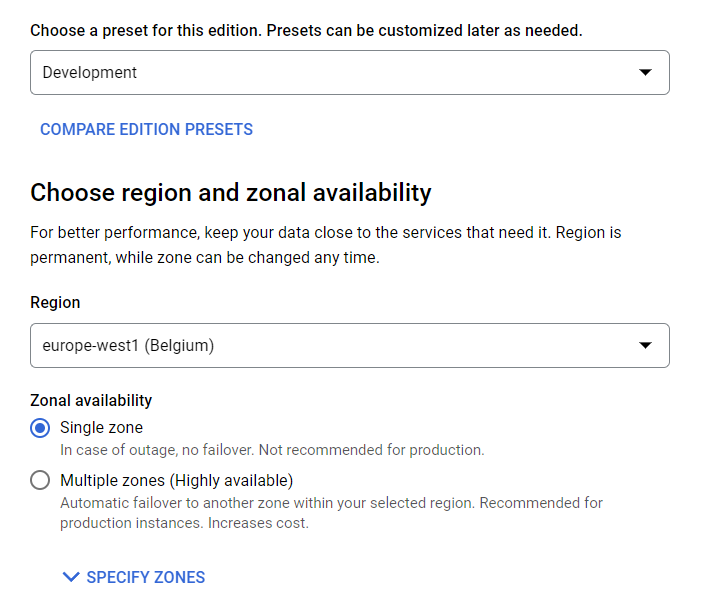 Choose a preset for this edition. Presets can be customized later as needed.
Development
COMPARE EDITION PRESETS
Choose region and zonal availability
For better performance, keep your data close to the services that need it. Region is
permanent, while zone can be changed any time.
Region
europe-west1 (Belgium)
Zonal availability
Single zone
In case of outage, no failover. Not recommended for production.
Multiple zones (Highly available)
Automatic failover to another zone within your selected region. Recommended for
production instances. Increases cost.
SPECIFY ZONES